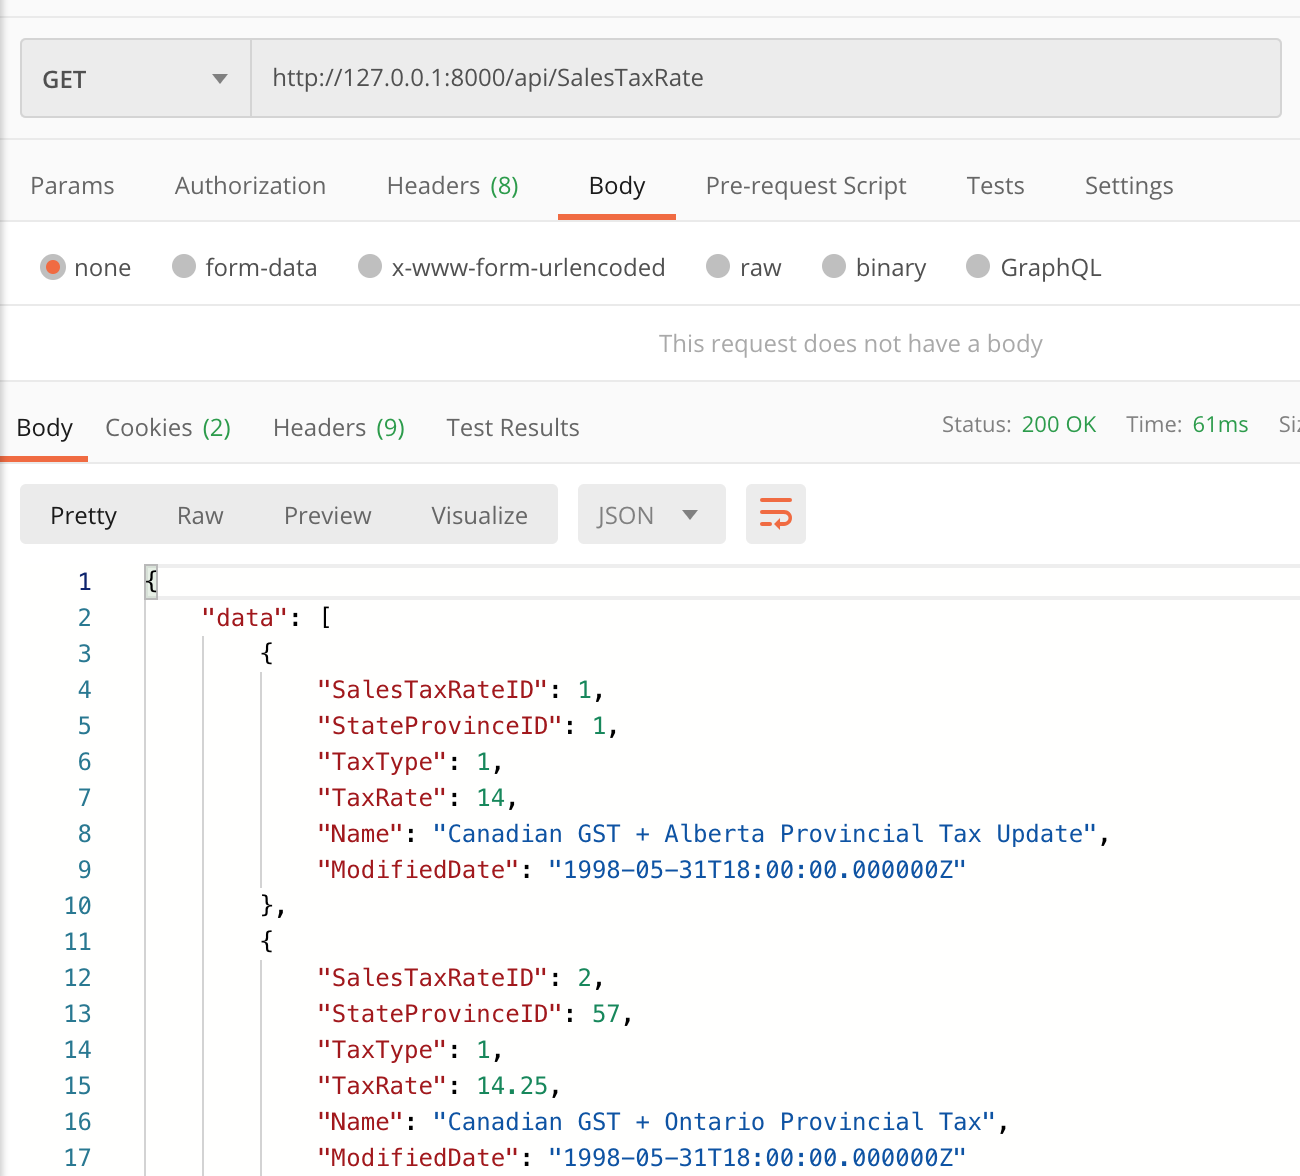 GET http://127.0.0.1:8000/api/SalesTaxRate
Params Authorization Headers (8) Body Pre-request Script Tests Settings
none form-data x-www-form-urlencoded raw binary GraphQL
This request does not have a body
Body Cookies (2) Headers (9) Test Results Status: 200 OK Time: 61ms
Pretty Raw Preview Visualize JSON
1 {
2 "data": [
3 {
4 "SalesTaxRateID": 1,
5 "StateProvinceID": 1,
6 "TaxType": 1,
7 "TaxRate": 14,
8 "Name": "Canadian GST + Alberta Provincial Tax Update",
9 "ModifiedDate": "1998-05-31T18:00:00.000000Z"
10 },
11 {
12 "SalesTaxRateID": 2,
13 "StateProvinceID": 57,
14 "TaxType": 1,
15 "TaxRate": 14.25,
16 "Name": "Canadian GST + Ontario Provincial Tax",
17 "ModifiedDate": "1998-05-31T18:00:00.000000Z"